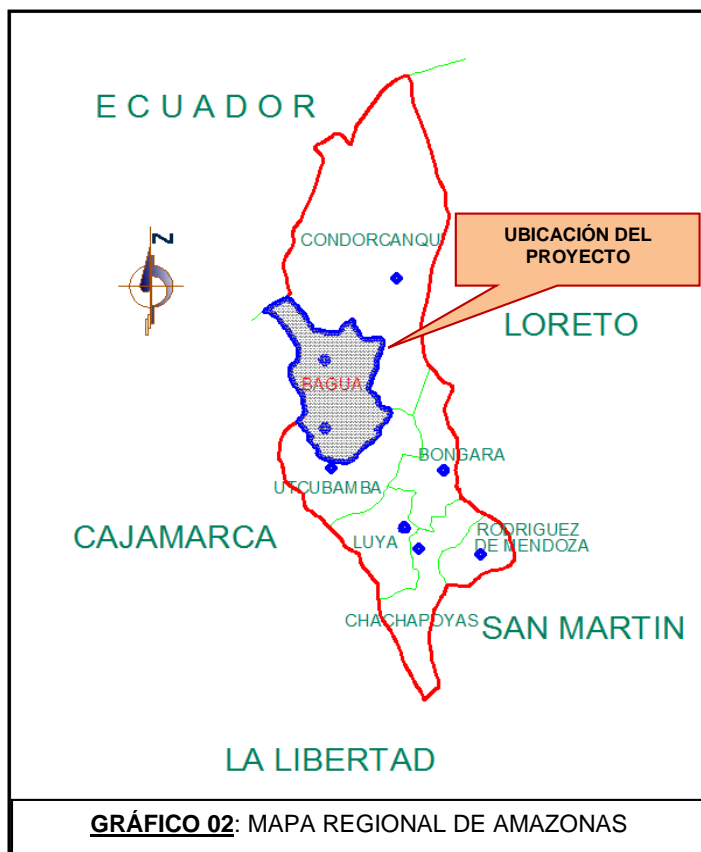 E C U A D O R
N
CONDORCANQUI
UBICACIÓN DEL
PROYECTO
LORETO
BAGUA
BONGARA
UTCUBAMBA
CAJAMARCA
LUYA
RODRIGUEZ
DE MENDOZA
CHACHAPOYAS
SAN MARTIN
LA LIBERTAD
GRÁFICO 02: MAPA REGIONAL DE AMAZONAS